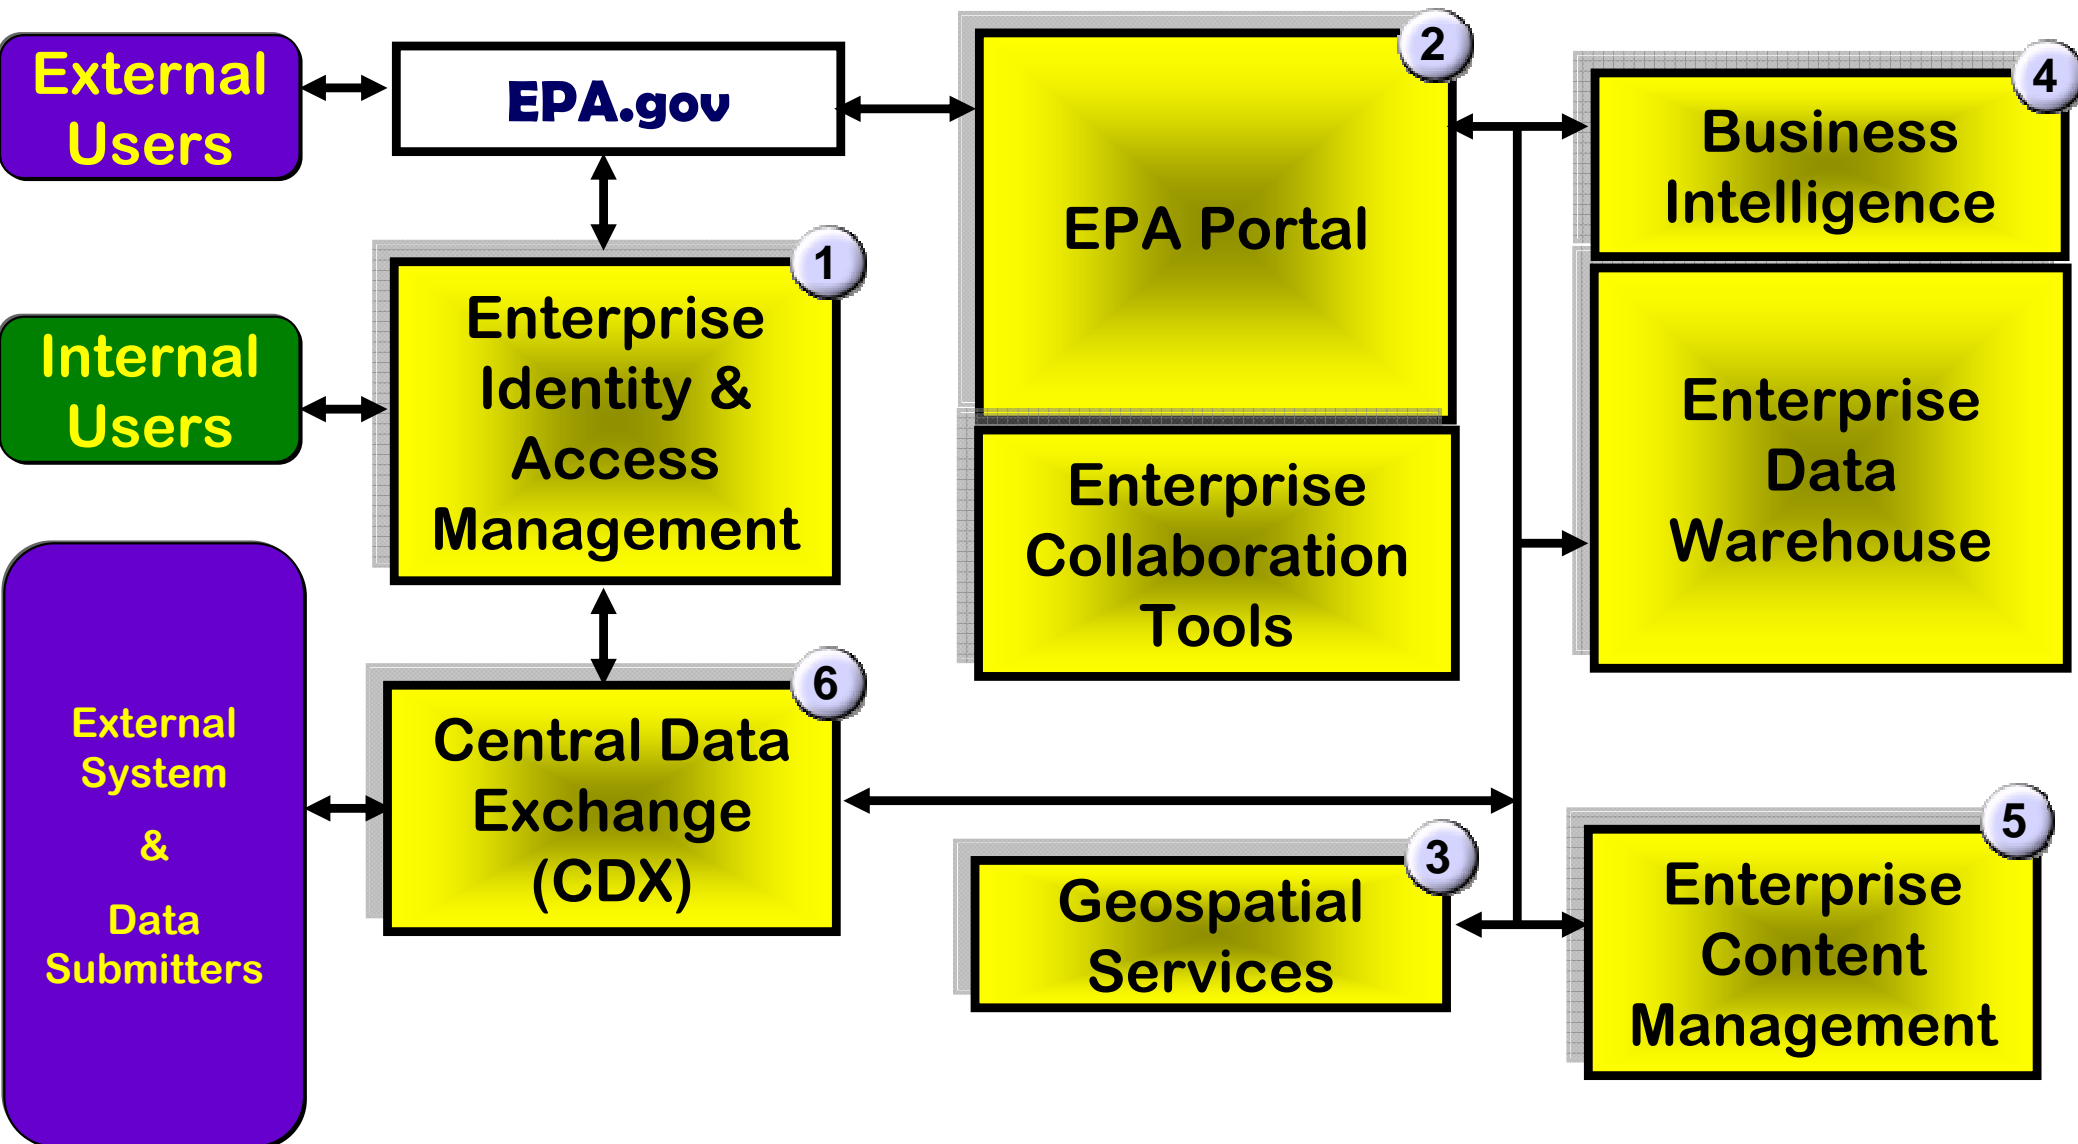 External
Users
EPA.gov
2
EPA Portal
4
Business
Intelligence
1
Enterprise
Identity &
Access
Management
Internal
Users
Enterprise
Collaboration
Tools
Enterprise
Data
Warehouse
External
System
&
Data
Submitters
6
Central Data
Exchange
(CDX)
3
Geospatial
Services
5
Enterprise
Content
Management